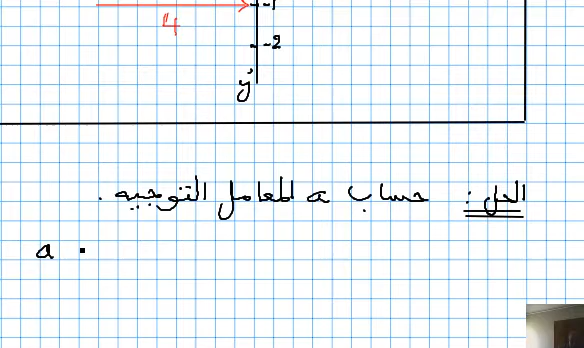 -1
4
-2
y'
الحل : حساب a المعامل التوجيه .
a